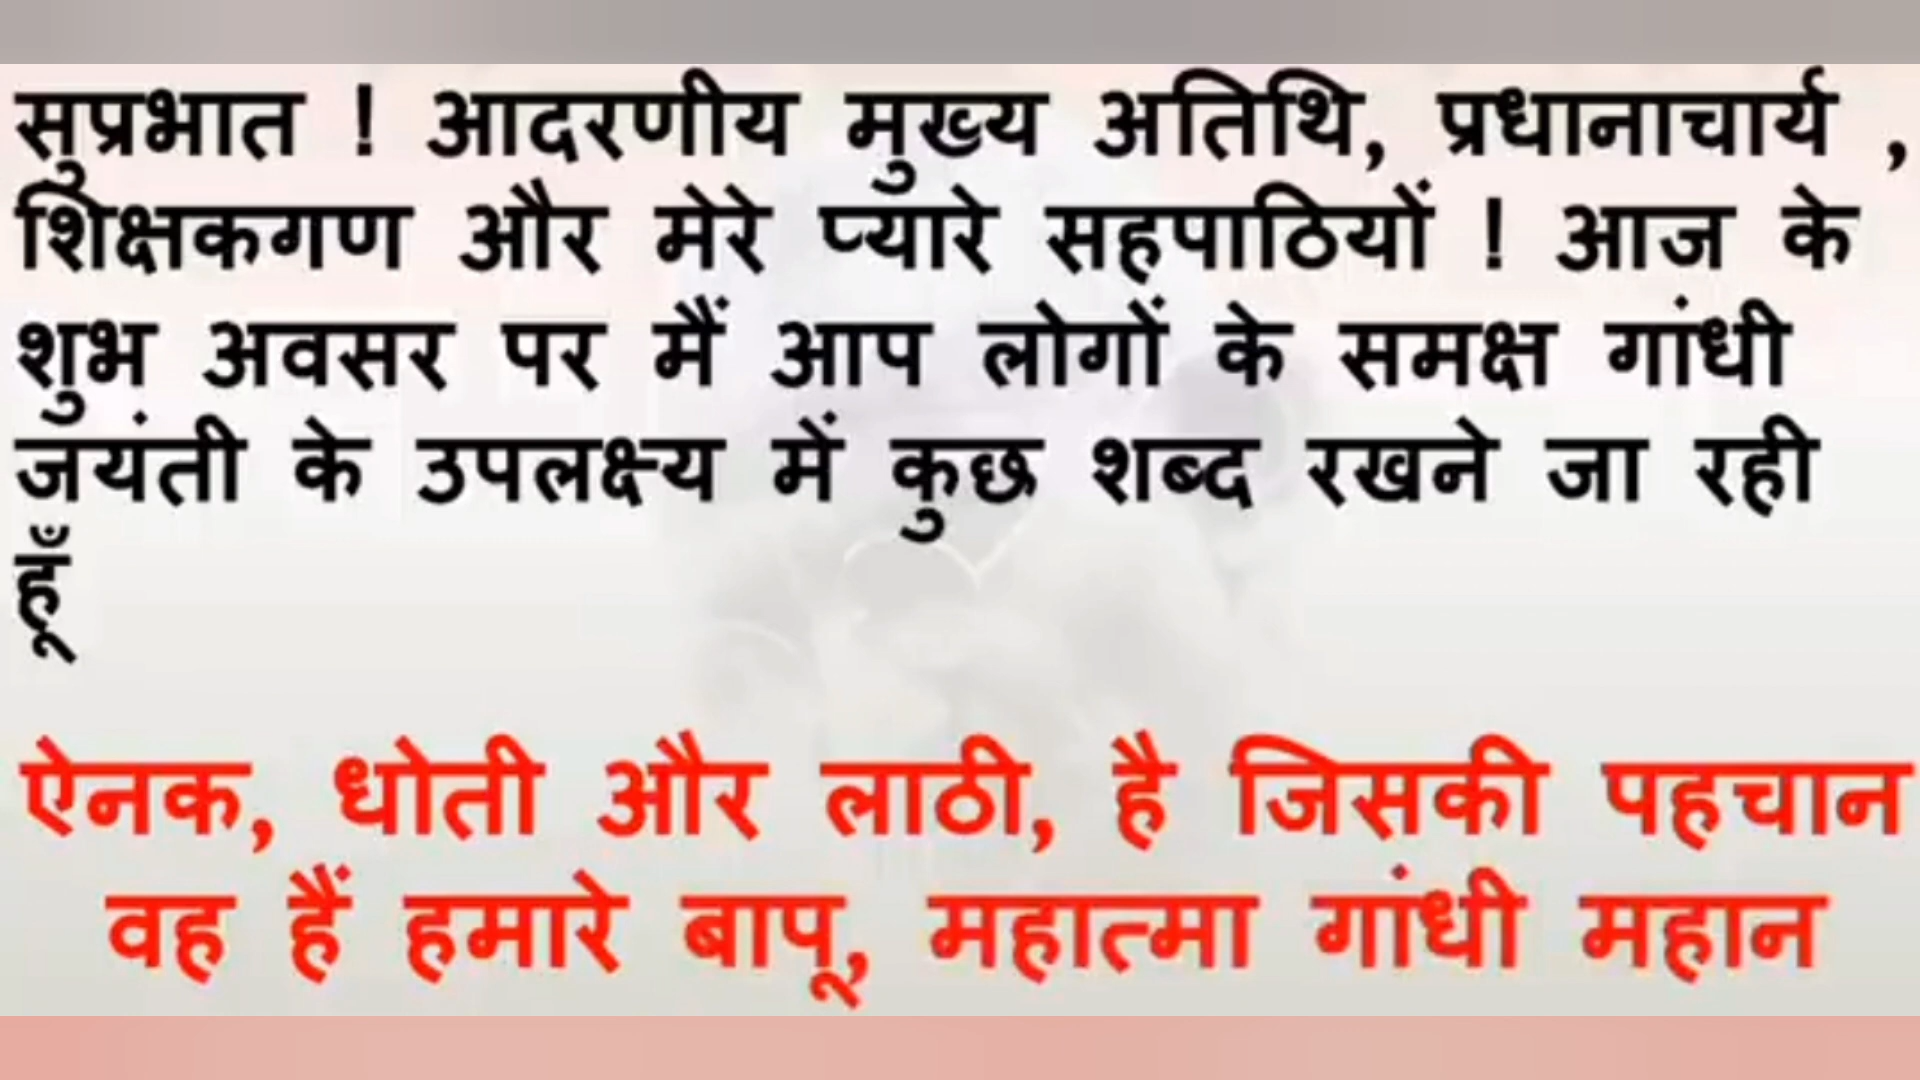 सुप्रभात ! आदरणीय मुख्य अतिथि, प्रधानाचार्य ,
शिक्षकगण और मेरे प्यारे सहपाठियों ! आज के
शुभ अवसर पर मैं आप लोगों के समक्ष गांधी
जयंती के उपलक्ष्य में कुछ शब्द रखने जा रही
हूँ
ऐनक, धोती और लाठी, है जिसकी पहचान
वह हैं हमारे बापू, महात्मा गांधी महान